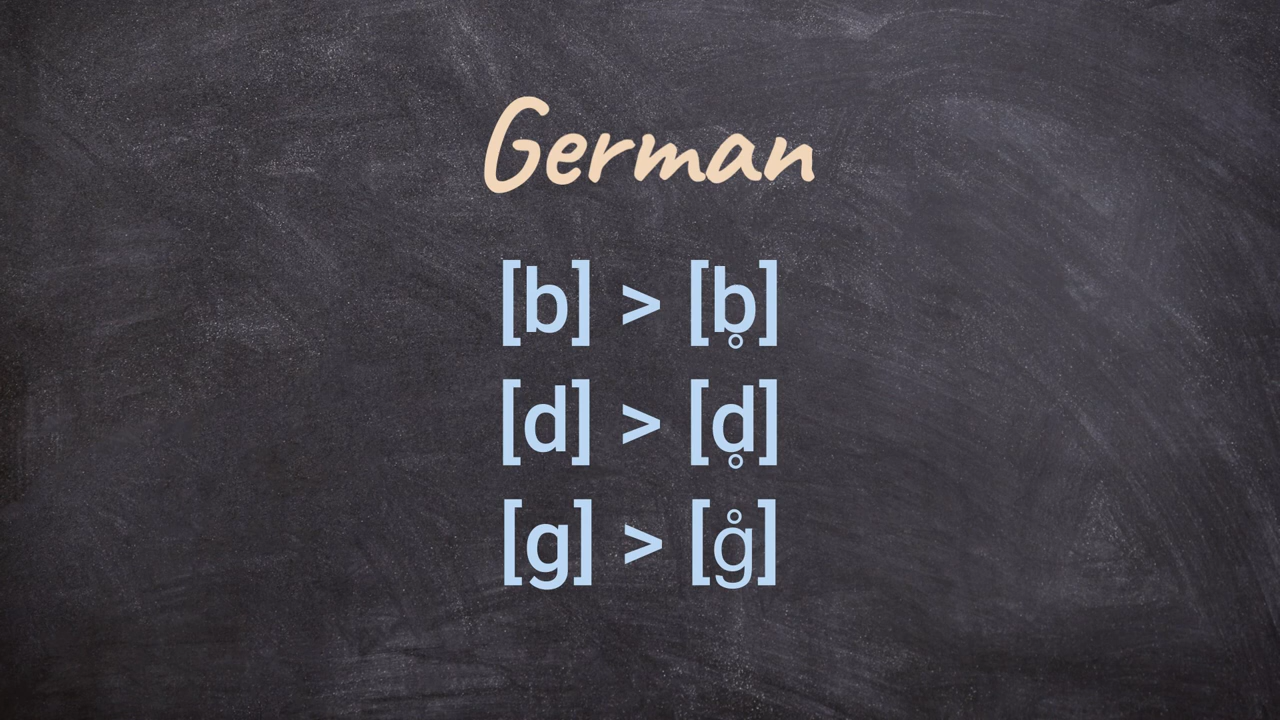 German
[b] > [b̥]
[d] > [d̥]
[g] > [g̊]